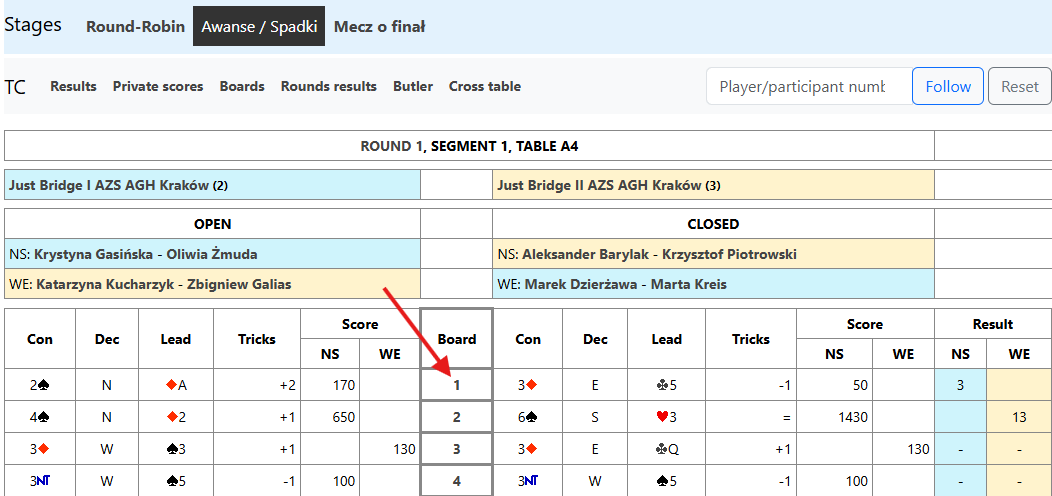 Stages Round-Robin Awanse / Spadki Mecz o finał
TC Results Private scores Boards Rounds results Butler Cross table Player/participant numb Follow Reset
ROUND 1, SEGMENT 1, TABLE A4
Just Bridge I AZS AGH Kraków (2) Just Bridge II AZS AGH Kraków (3)
OPEN CLOSED
NS: Krystyna Gasińska - Oliwia Żmuda NS: Aleksander Barylak - Krzysztof Piotrowski
WE: Katarzyna Kucharzyk - Zbigniew Galias WE: Marek Dzierżawa - Marta Kreis
Con Dec Lead Tricks Score Board Con Dec Lead Tricks Score Result
NS WE NS WE NS WE
2♠ N ♦A +2 170 1 3♦ E ♣5 -1 50 3
4♠ N ♦2 +1 650 2 6♠ S ♥3 = 1430 13
3♦ W ♠3 +1 130 3 3♦ E ♣Q +1 130 - -
3NT W ♠5 -1 100 4 3NT W ♠5 -1 100 - -